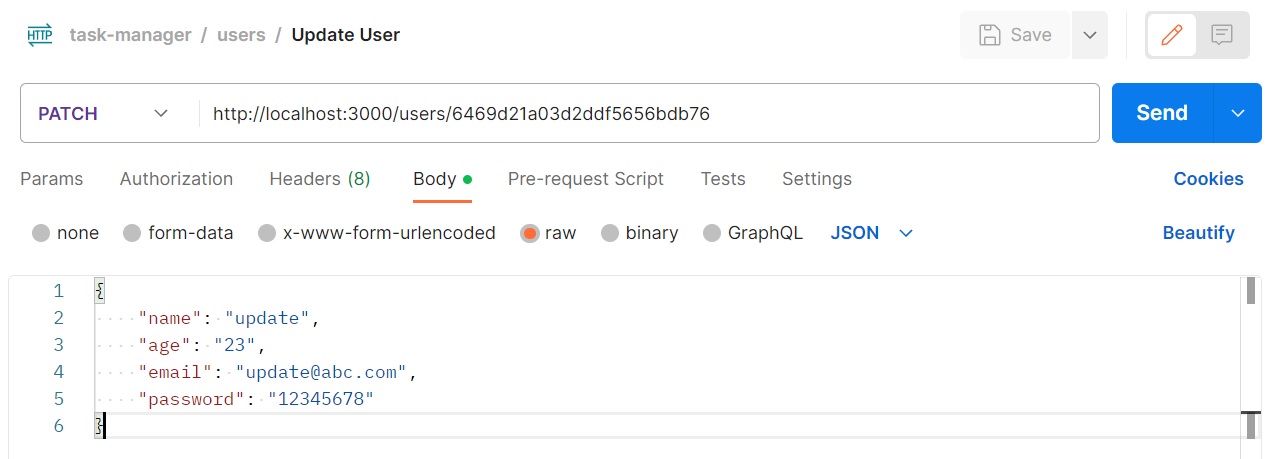 HTTP task-manager / users / Update User Save
PATCH http://localhost:3000/users/6469d21a03d2ddf5656bdb76 Send
Params Authorization Headers (8) Body Pre-request Script Tests Settings Cookies
none form-data x-www-form-urlencoded raw binary GraphQL JSON Beautify
1 {
2 "name": "update",
3 "age": "23",
4 "email": "update@abc.com",
5 "password": "12345678"
6 }